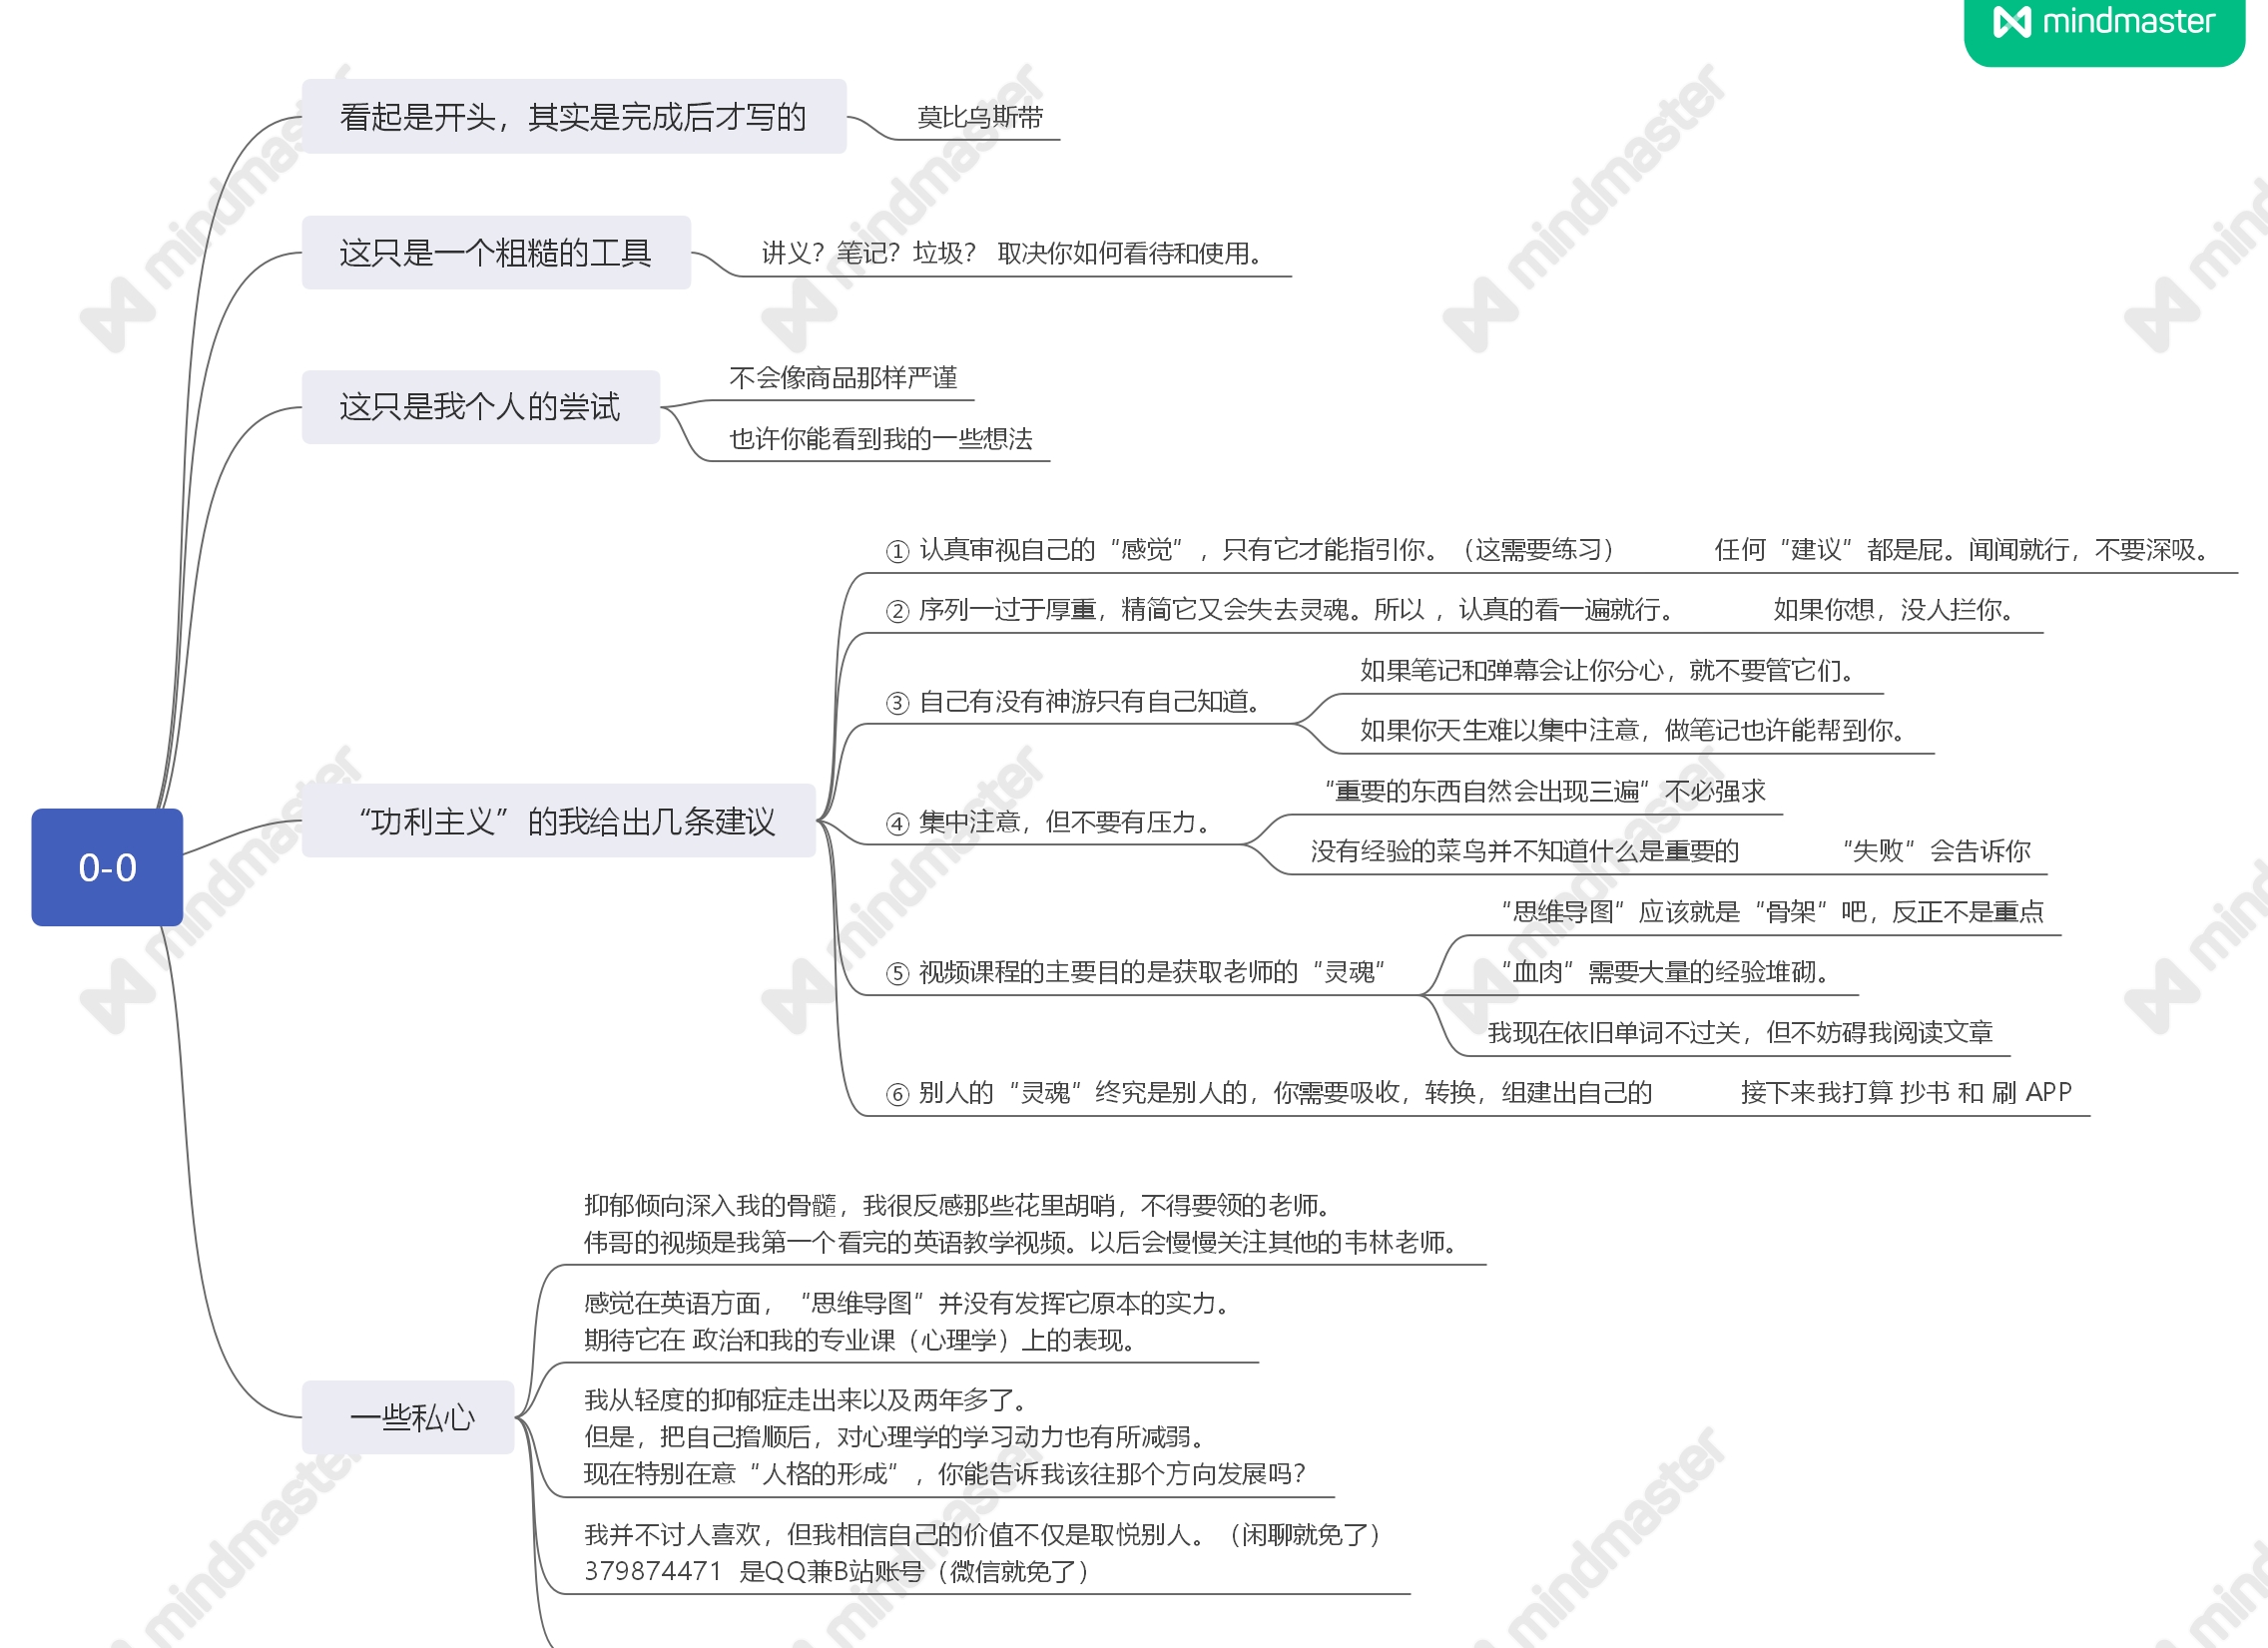 mindmaster
看起是开头，其实是完成后才写的
莫比乌斯带
这只是一个粗糙的工具
讲义？笔记？垃圾？ 取决你如何看待和使用。
这只是我个人的尝试
不会像商品那样严谨
也许你能看到我的一些想法
0-0
“功利主义”的我给出几条建议
① 认真审视自己的“感觉”，只有它才能指引你。（这需要练习） 任何“建议”都是屁。闻闻就行，不要深吸。
② 序列一过于厚重，精简它又会失去灵魂。所以 ，认真的看一遍就行。 如果你想，没人拦你。
③ 自己有没有神游只有自己知道。
如果笔记和弹幕会让你分心，就不要管它们。
如果你天生难以集中注意，做笔记也许能帮到你。
④ 集中注意，但不要有压力。
“重要的东西自然会出现三遍”不必强求
没有经验的菜鸟并不知道什么是重要的 “失败”会告诉你
⑤ 视频课程的主要目的是获取老师的“灵魂”
“思维导图”应该就是“骨架”吧，反正不是重点
“血肉”需要大量的经验堆砌。
我现在依旧单词不过关，但不妨碍我阅读文章
⑥ 别人的“灵魂”终究是别人的，你需要吸收，转换，组建出自己的 接下来我打算 抄书 和 刷 APP
一些私心
抑郁倾向深入我的骨髓，我很反感那些花里胡哨，不得要领的老师。
伟哥的视频是我第一个看完的英语教学视频。以后会慢慢关注其他的韦林老师。
感觉在英语方面，“思维导图”并没有发挥它原本的实力。
期待它在 政治和我的专业课（心理学）上的表现。
我从轻度的抑郁症走出来以及两年多了。
但是，把自己撸顺后，对心理学的学习动力也有所减弱。
现在特别在意“人格的形成”，你能告诉我该往那个方向发展吗？
我并不讨人喜欢，但我相信自己的价值不仅是取悦别人。（闲聊就免了）
379874471 是QQ兼B站账号（微信就免了）